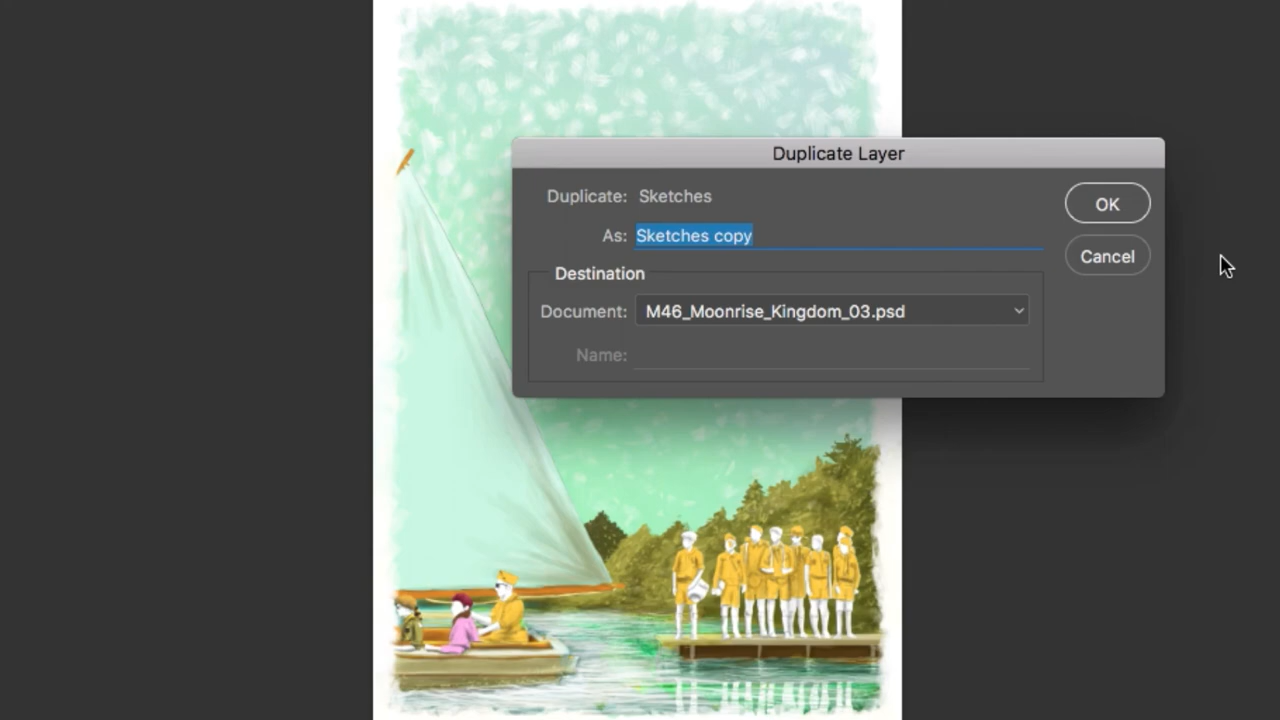 Duplicate Layer
Duplicate: Sketches
OK
As: Sketches copy
Cancel
Destination
Document: M46_Moonrise_Kingdom_03.psd
Name: